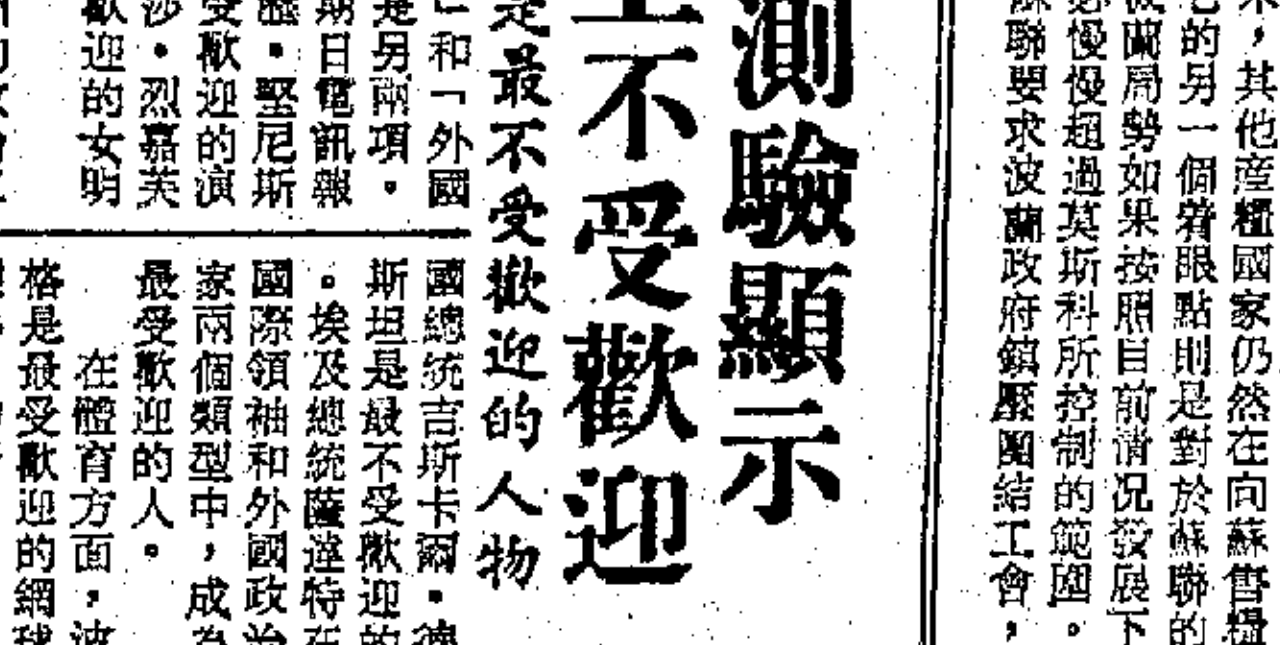 ，其他產糧國家仍然在向蘇售糧
的另一個着眼點則是對於蘇聯的
蘭局勢如果按照目前情况發展下
慢慢超過莫斯科所控制的範圍。
聯要求波蘭政府鎮壓團結工會，
測驗顯示
不受歡迎
是最不受歡迎的人物
」和「外國
是另兩項。
期日電訊報
・堅尼斯
受歡迎的演
莎・烈嘉芙
歡迎的女明
國總統吉斯卡爾・德
斯坦是最不受歡迎的
。埃及總統薩達特在
國際領袖和外國政治
家兩個類型中，成為
最受歡迎的人。
在體育方面，波
格是最受歡迎的網球